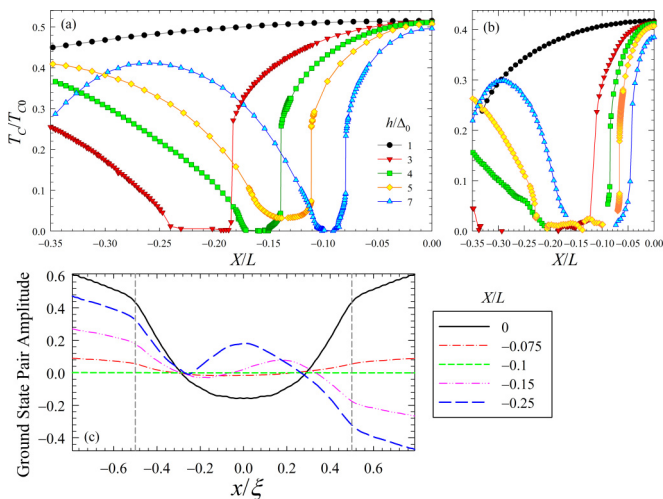 (a)
T_C/T_C0
0.5
0.4
0.3
0.2
0.1
0.0
−0.35 −0.30 −0.25 −0.20 −0.15 −0.10 −0.05 0.00
X/L
h/Δ0
1
3
4
5
7
(b)
0.4
0.3
0.2
0.1
0.0
−0.35 −0.3 −0.25 −0.2 −0.15 −0.1 −0.05 0.00
X/L
Ground State Pair Amplitude
0.6
0.4
0.2
0.0
−0.2
−0.4
(c)
−0.6 −0.4 −0.2 0.0 0.2 0.4 0.6
x/ξ
X/L
0
−0.075
−0.1
−0.15
−0.25